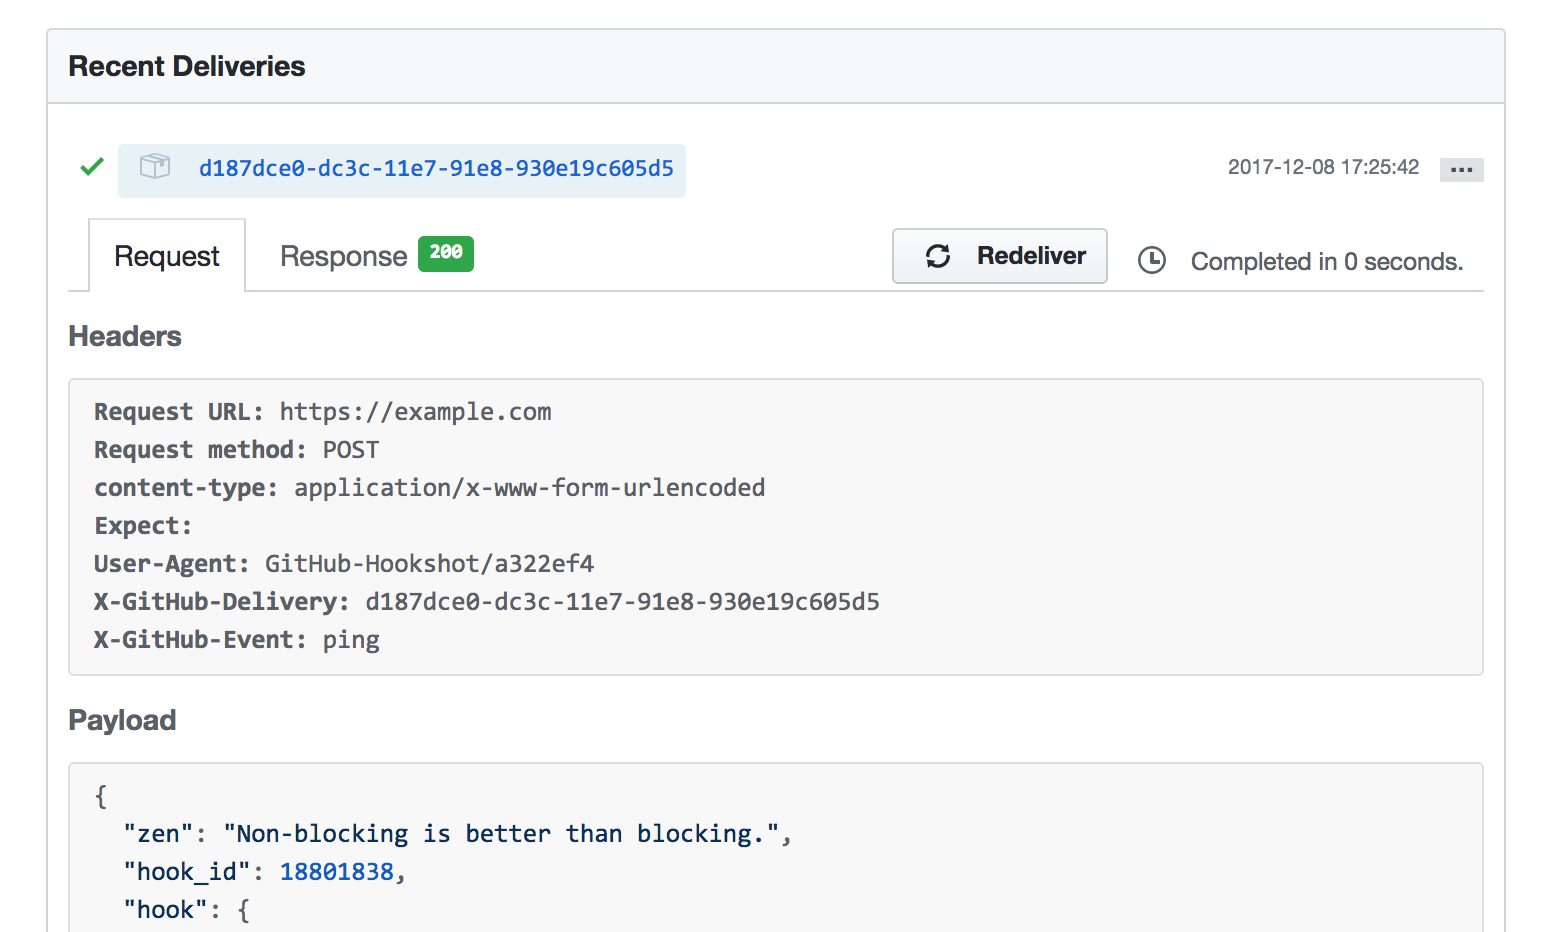 Recent Deliveries
d187dce0-dc3c-11e7-91e8-930e19c605d5 2017-12-08 17:25:42 ...
Request Response 200 Redeliver Completed in 0 seconds.
Headers
Request URL: https://example.com
Request method: POST
content-type: application/x-www-form-urlencoded
Expect:
User-Agent: GitHub-Hookshot/a322ef4
X-GitHub-Delivery: d187dce0-dc3c-11e7-91e8-930e19c605d5
X-GitHub-Event: ping
Payload
{
"zen": "Non-blocking is better than blocking.",
"hook_id": 18801838,
"hook": {